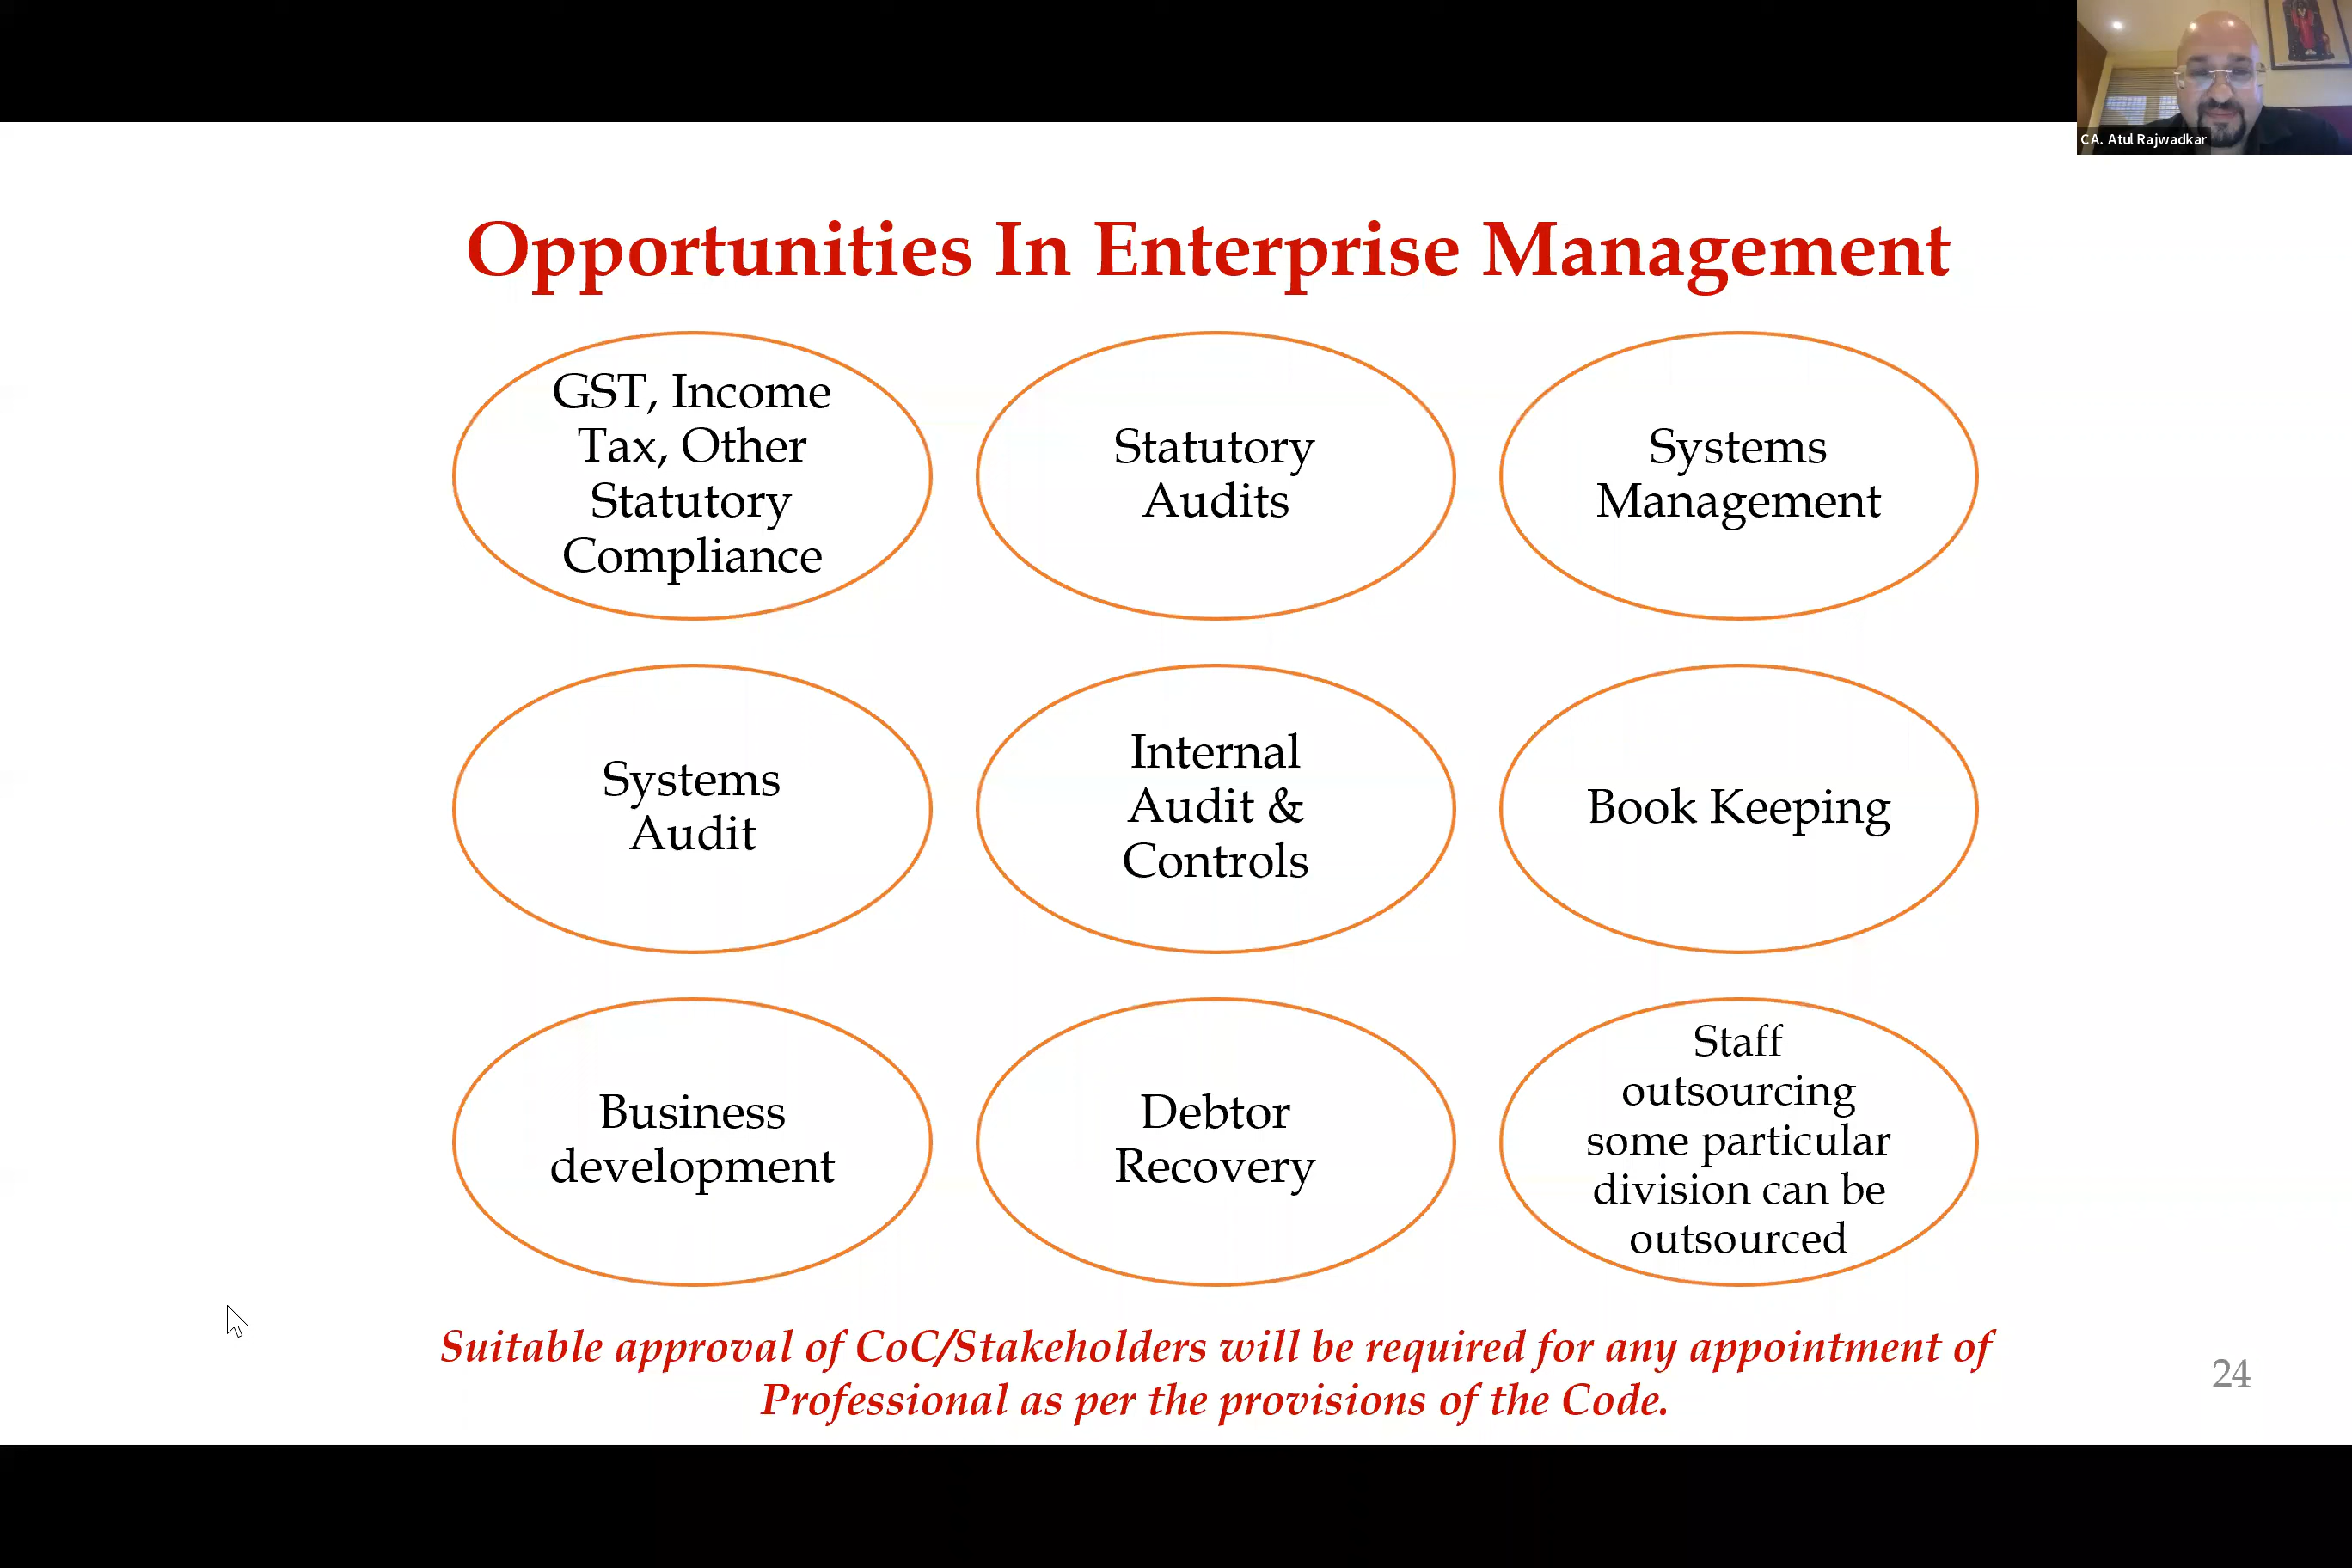 CA. Atul Rajwadkar
Opportunities In Enterprise Management
GST, Income
Tax, Other
Statutory
Compliance
Statutory
Audits
Systems
Management
Systems
Audit
Internal
Audit &
Controls
Book Keeping
Business
development
Debtor
Recovery
Staff
outsourcing
some particular
division can be
outsourced
Suitable approval of CoC/Stakeholders will be required for any appointment of
Professional as per the provisions of the Code.
24